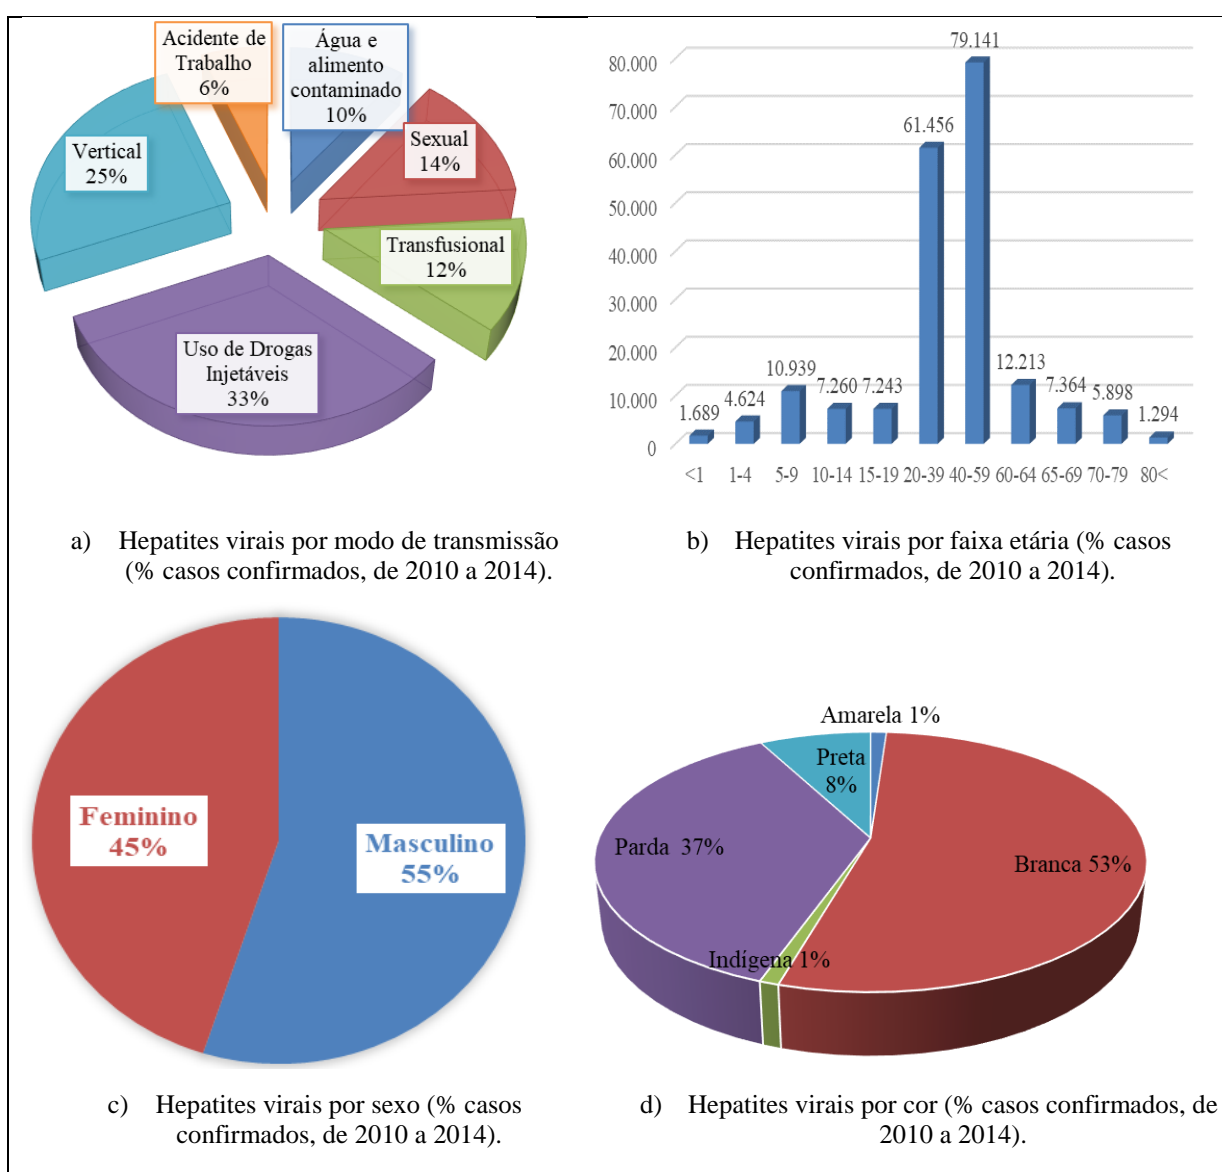 Acidente de
Trabalho
6%
Água e
alimento
contaminado
10%
Sexual
14%
Vertical
25%
Transfusional
12%
Uso de Drogas
Injetáveis
33%
80.000
70.000
60.000
50.000
40.000
30.000
20.000
10.000
0
1.689
4.624
10.939
7.260
7.243
61.456
79.141
12.213
7.364
5.898
1.294
<1 1-4 5-9 10-14 15-19 20-39 40-59 60-64 65-69 70-79 80<
a) Hepatites virais por modo de transmissão
(% casos confirmados, de 2010 a 2014).
b) Hepatites virais por faixa etária (% casos
confirmados, de 2010 a 2014).
Feminino
45%
Masculino
55%
Amarela 1%
Preta
8%
Parda 37%
Branca 53%
Indígena 1%
c) Hepatites virais por sexo (% casos
confirmados, de 2010 a 2014).
d) Hepatites virais por cor (% casos confirmados, de
2010 a 2014).